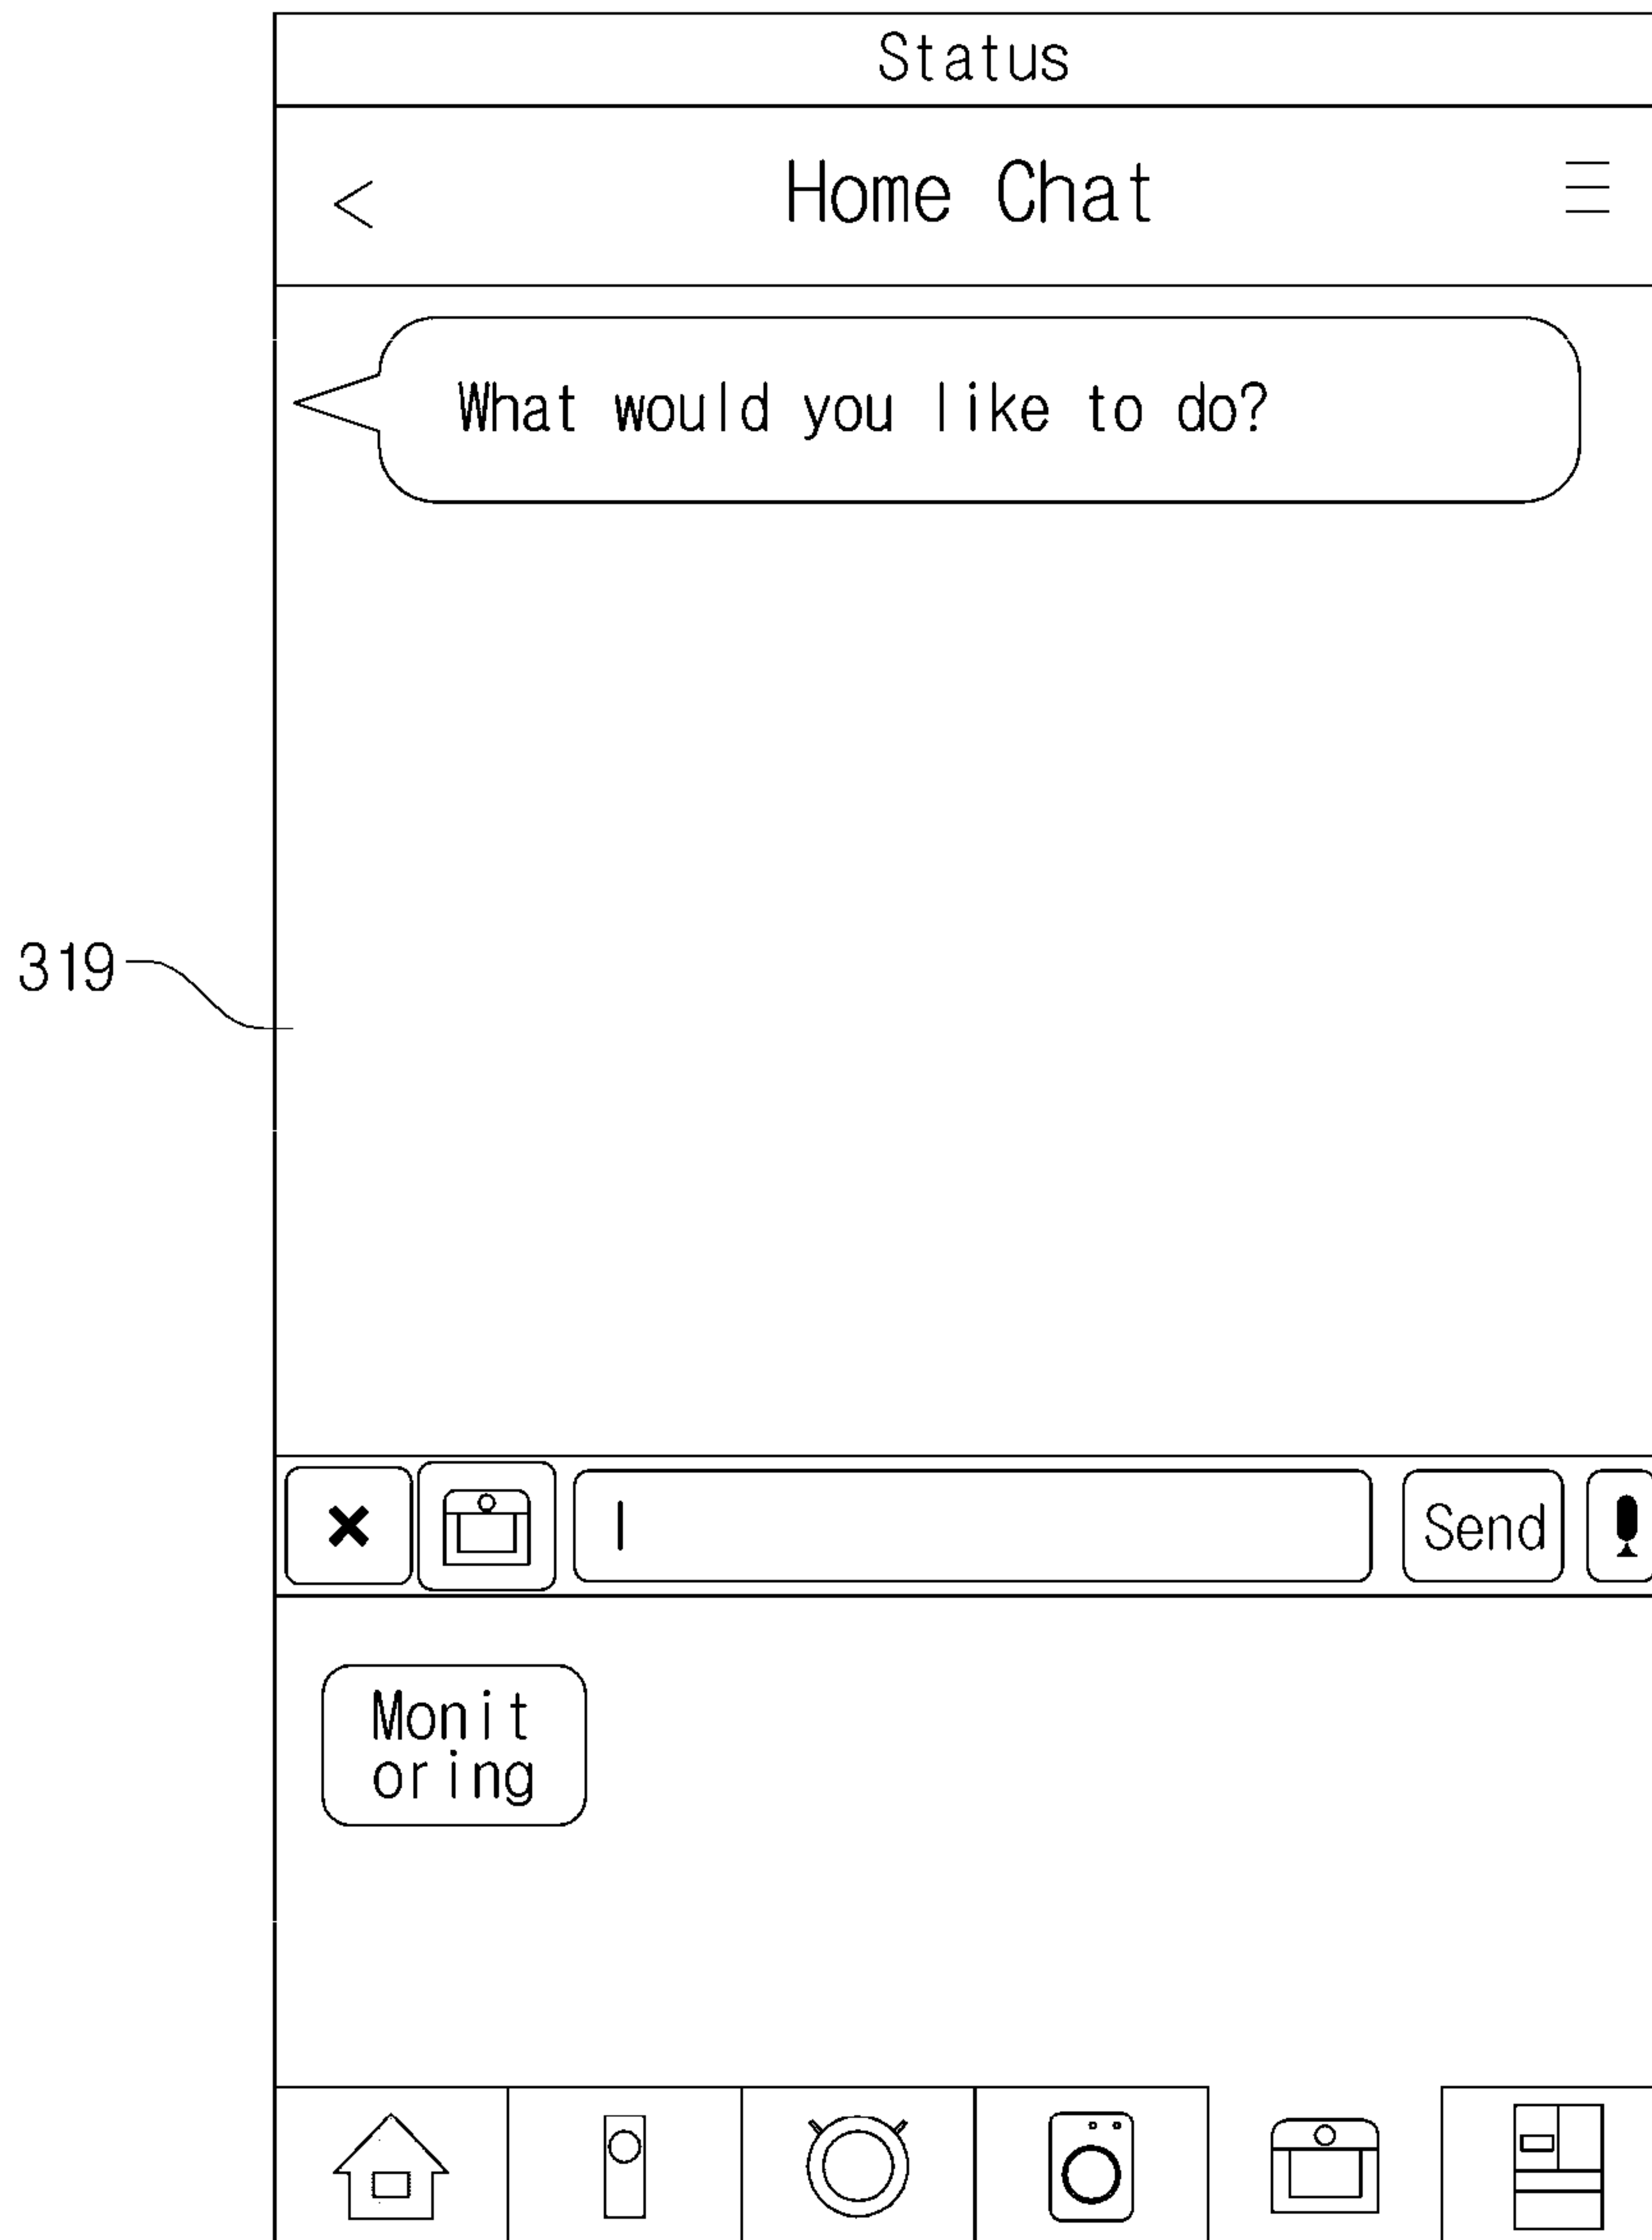 Status
< Home Chat
What would you like to do?
319
Send
Monit
oring